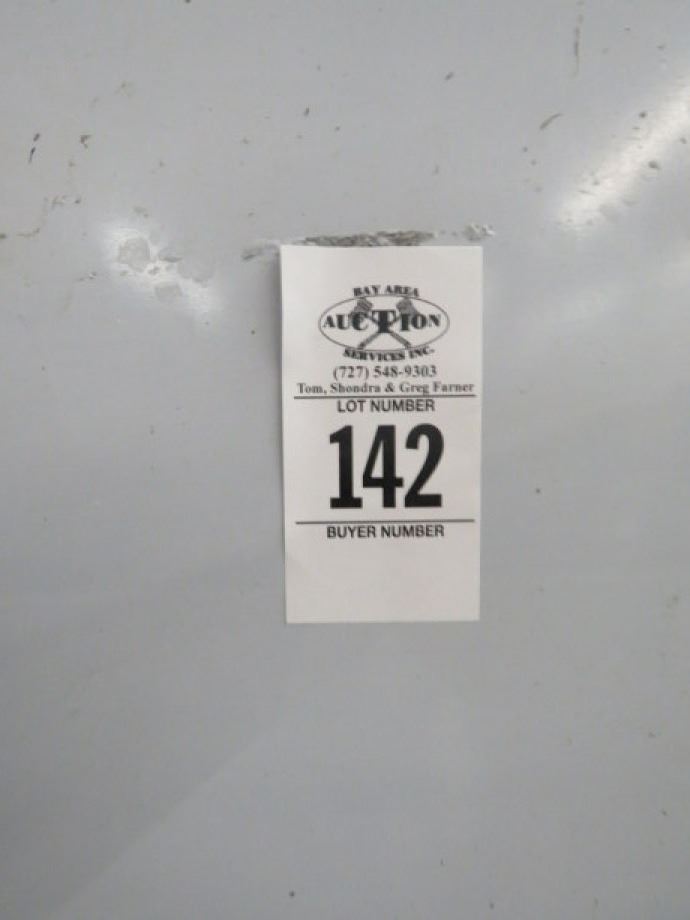 BAY AREA
AUCTION
SERVICES INC.
(727) 548-9303
Tom, Shondra & Greg Farner
LOT NUMBER
142
BUYER NUMBER